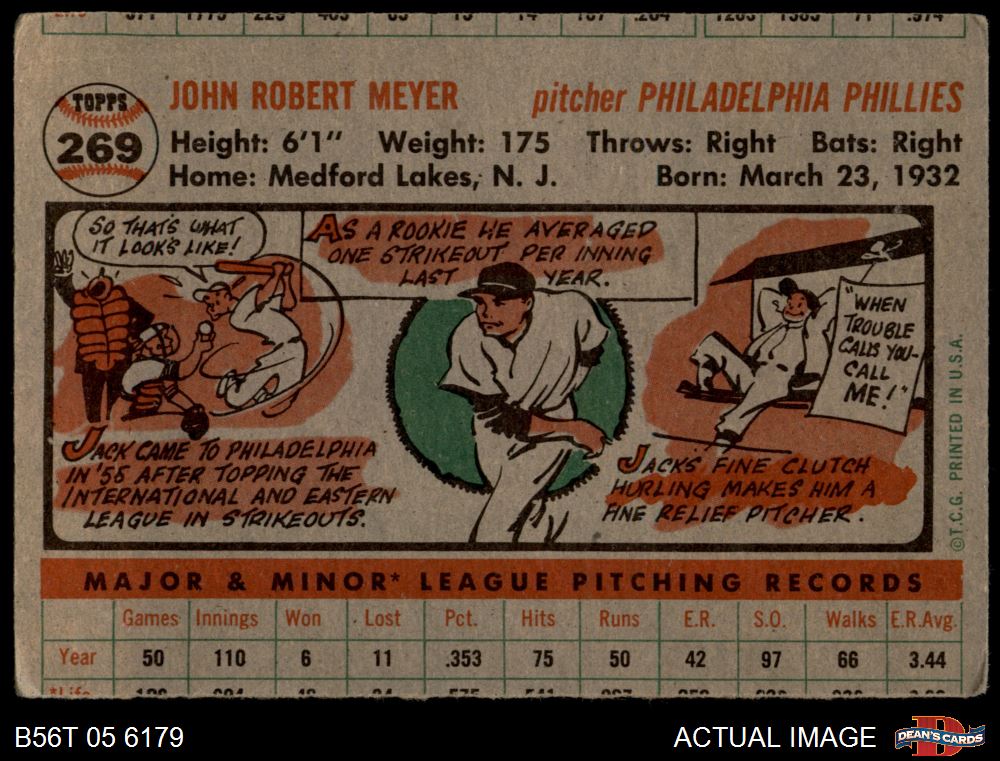 TOPPS
269
JOHN ROBERT MEYER pitcher PHILADELPHIA PHILLIES
Height: 6'1" Weight: 175 Throws: Right Bats: Right
Home: Medford Lakes, N. J. Born: March 23, 1932
SO THAT'S WHAT
IT LOOKS LIKE!
AS A ROOKIE HE AVERAGED
ONE STRIKEOUT PER INNING
LAST YEAR.
"WHEN
TROUBLE
CALLS YOU-
CALL
ME!"
JACK CAME TO PHILADELPHIA
IN '55 AFTER TOPPING THE
INTERNATIONAL AND EASTERN
LEAGUE IN STRIKEOUTS.
JACK'S FINE CLUTCH
HURLING MAKES HIM A
FINE RELIEF PITCHER.
©T.C.G. PRINTED IN U.S.A.
MAJOR & MINOR* LEAGUE PITCHING RECORDS
Games Innings Won Lost Pct. Hits Runs E.R. S.O. Walks E.R.Avg.
Year 50 110 6 11 .353 75 50 42 97 66 3.44
B56T 05 6179
ACTUAL IMAGE
DEAN'S CARDS